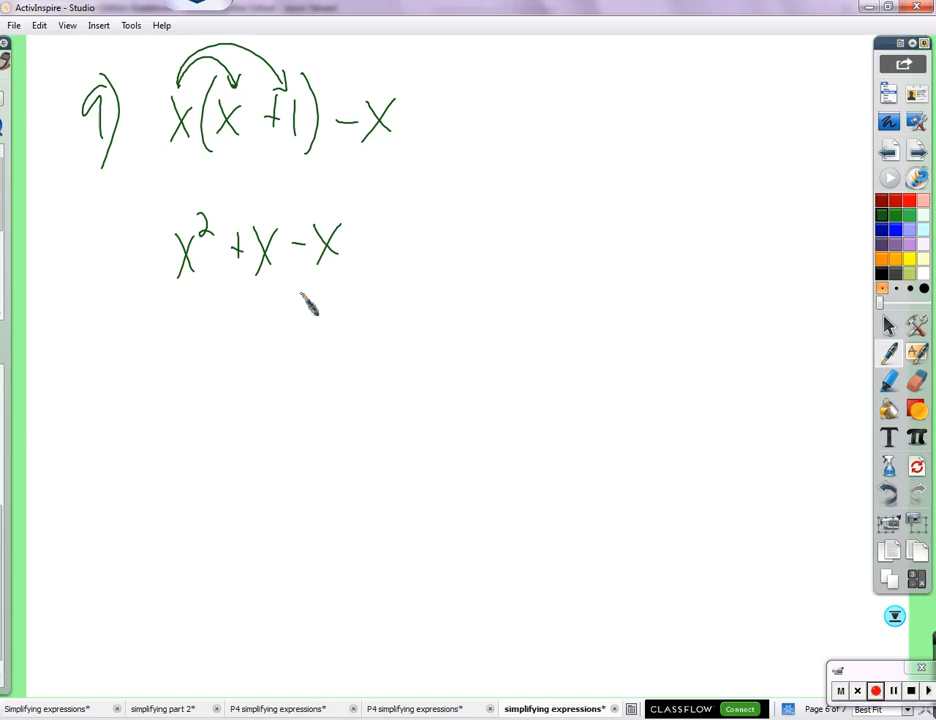 ActivInspire - Studio
File Edit View Insert Tools Help
9) x(x +1) -x
x² +x -x
T π
M
Simplifying expressions* simplifying part 2* P4 simplifying expressions* P4 simplifying expressions* simplifying expressions* CLASSFLOW Connect Page 6 of 7 Best Fit